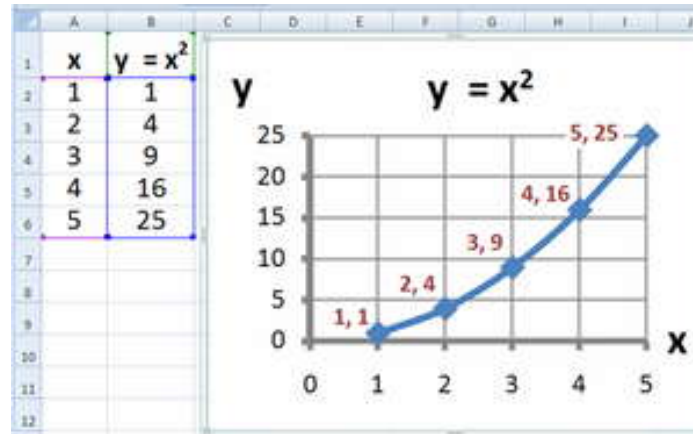 A B C D E F G H I
1 x y = x²
2 1 1
3 2 4
4 3 9
5 4 16
6 5 25
7
8
9
10
11
12
y y = x²
25
20
15
10
5
0
5, 25
4, 16
3, 9
2, 4
1, 1
x
0 1 2 3 4 5